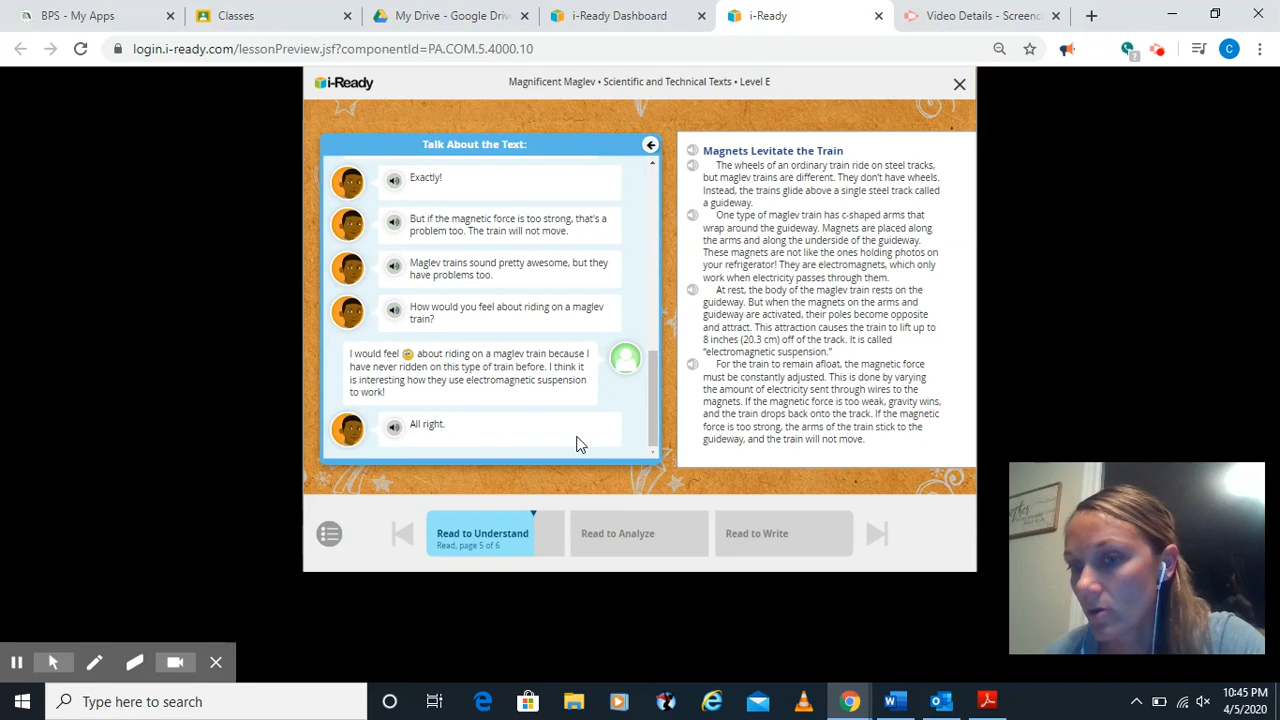 BPS - My Apps
Classes
My Drive - Google Dr
i-Ready Dashboard
i-Ready
Video Details - Screenc
login.i-ready.com/lessonPreview.jsf?componentId=PA.COM.5.4000.10
C
i-Ready
Magnificent Maglev • Scientific and Technical Texts • Level E
Talk About the Text:
Exactly!
But if the magnetic force is too strong, that's a
problem too. The train will not move.
Maglev trains sound pretty awesome, but they
have problems too.
How would you feel about riding on a maglev
train?
I would feel about riding on a maglev train because I
have never ridden on this type of train before. I think it
is interesting how they use electromagnetic suspension
to work!
All right.
Magnets Levitate the Train
The wheels of an ordinary train ride on steel tracks,
but maglev trains are different. They don't have wheels.
Instead, the trains glide above a single steel track called
a guideway.
One type of maglev train has c-shaped arms that
wrap around the guideway. Magnets are placed along
the arms and along the underside of the guideway.
These magnets are not like the ones holding photos on
your refrigerator! They are electromagnets, which only
work when electricity passes through them.
At rest, the body of the maglev train rests on the
guideway. But when the magnets on the arms and
guideway are activated, their poles become opposite
and attract. This attraction causes the train to lift up to
8 inches (20.3 cm) off of the track. It is called
"electromagnetic suspension."
For the train to remain afloat, the magnetic force
must be constantly adjusted. This is done by varying
the amount of electricity sent through wires to the
magnets. If the magnetic force is too weak, gravity wins,
and the train drops back onto the track. If the magnetic
force is too strong, the arms of the train stick to the
guideway, and the train will not move.
Read to Understand
Read, page 5 of 6
Read to Analyze
Read to Write
Type here to search
10:45 PM
4/5/2020